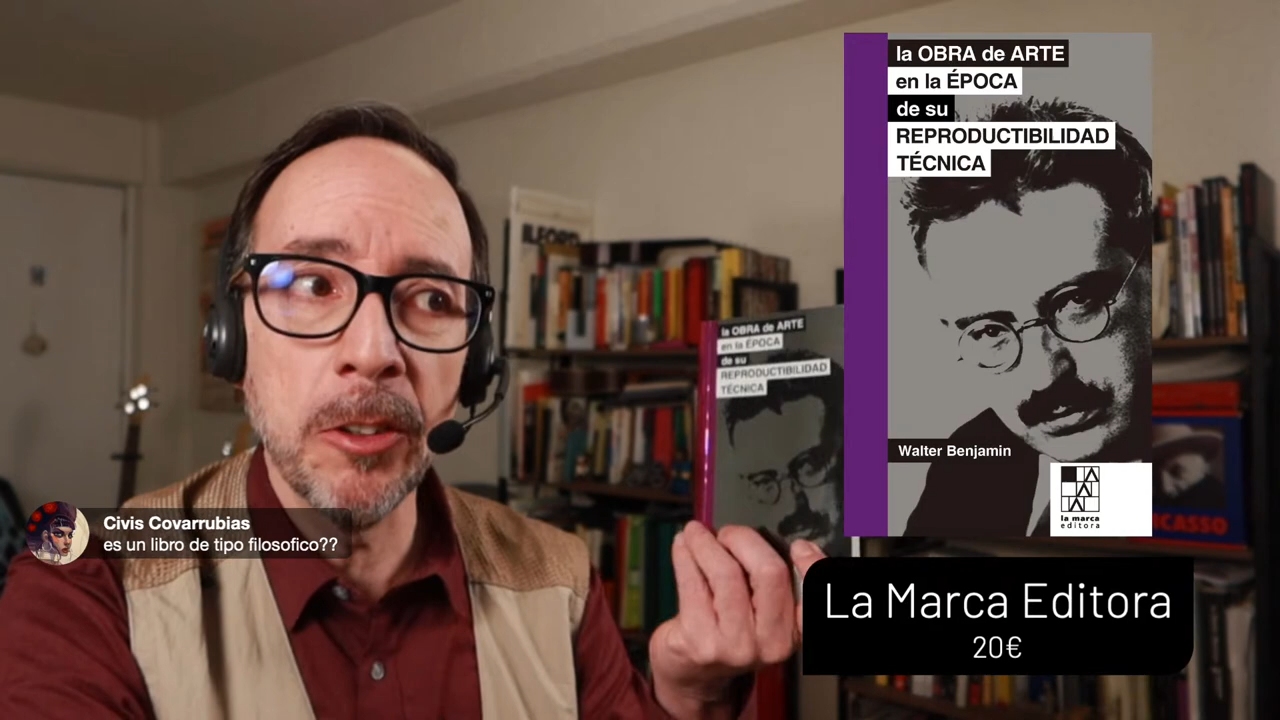 la OBRA de ARTE
en la ÉPOCA
de su
REPRODUCTIBILIDAD
TÉCNICA
Walter Benjamin
la marca
editora
ILFORD
la OBRA de ARTE
en la ÉPOCA
de su
REPRODUCTIBILIDAD
TÉCNICA
PICASSO
Civis Covarrubias
es un libro de tipo filosofico??
La Marca Editora
20€